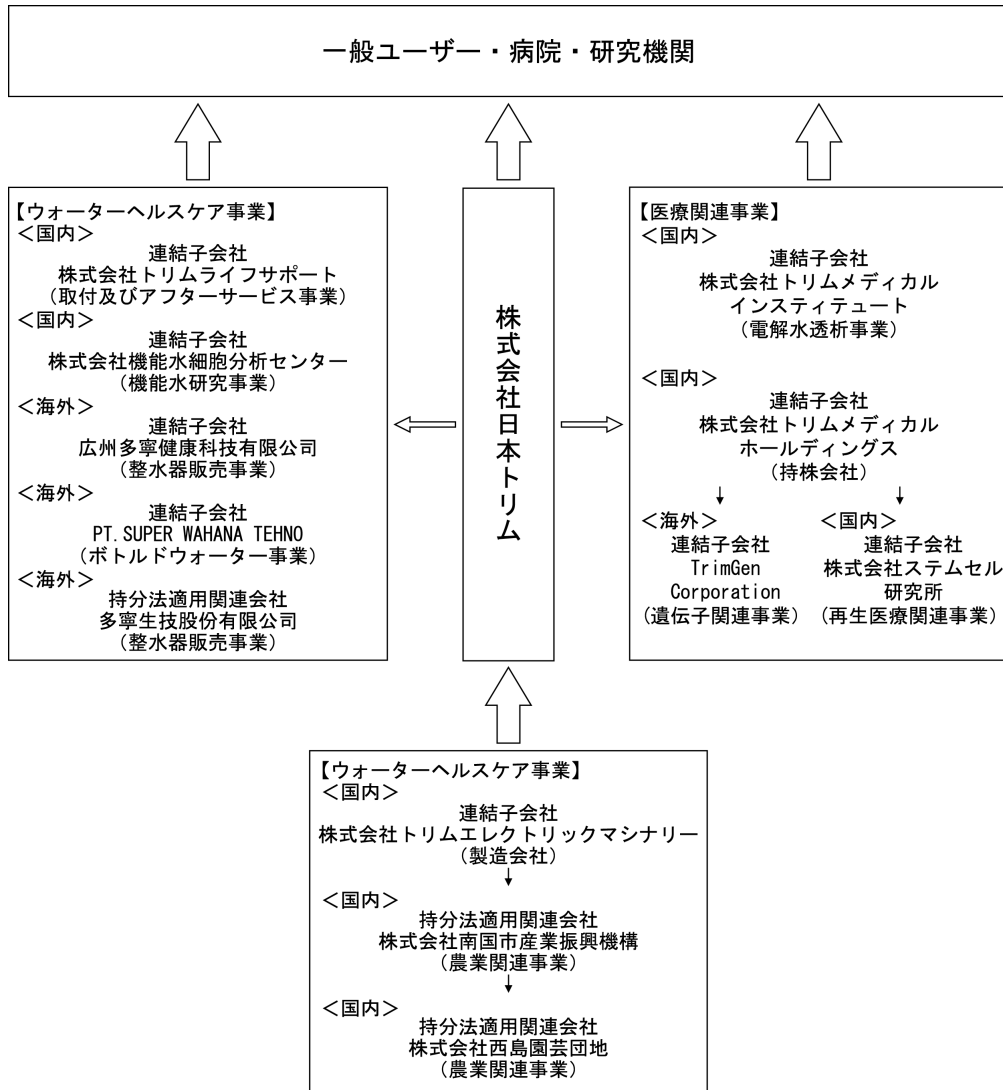 一般ユーザー・病院・研究機関
【ウォーターヘルスケア事業】
＜国内＞
連結子会社
株式会社トリムライフサポート
（取付及びアフターサービス事業）
＜国内＞
連結子会社
株式会社機能水細胞分析センター
（機能水研究事業）
＜海外＞
連結子会社
広州多寧健康科技有限公司
（整水器販売事業）
＜海外＞
連結子会社
PT.SUPER WAHANA TEHNO
（ボトルドウォーター事業）
＜海外＞
持分法適用関連会社
多寧生技股份有限公司
（整水器販売事業）
株式会社日本トリム
【医療関連事業】
＜国内＞
連結子会社
株式会社トリムメディカル
インスティテュート
（電解水透析事業）
＜国内＞
連結子会社
株式会社トリムメディカル
ホールディングス
（持株会社）
＜海外＞
連結子会社
TrimGen
Corporation
（遺伝子関連事業）
＜国内＞
連結子会社
株式会社ステムセル
研究所
（再生医療関連事業）
【ウォーターヘルスケア事業】
＜国内＞
連結子会社
株式会社トリムエレクトリックマシナリー
（製造会社）
＜国内＞
持分法適用関連会社
株式会社南国市産業振興機構
（農業関連事業）
＜国内＞
持分法適用関連会社
株式会社西島園芸団地
（農業関連事業）